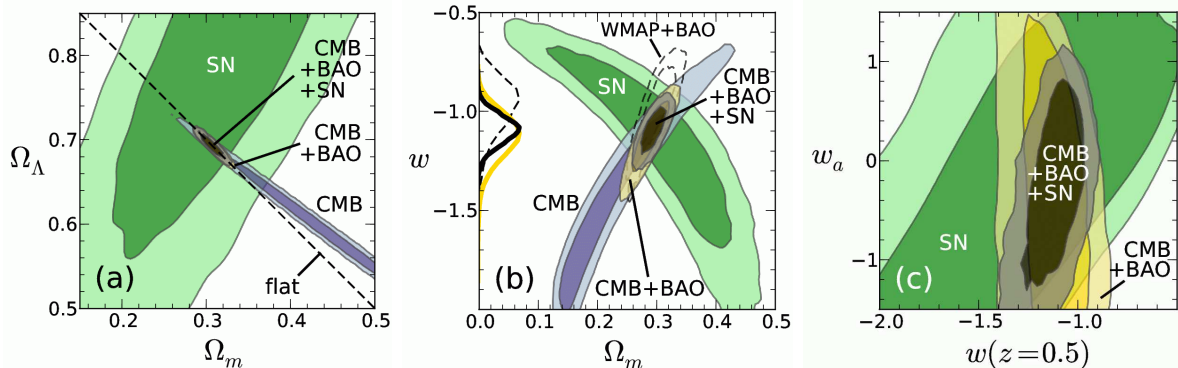 0.8
0.7
0.6
0.5
Ω_Λ
0.2
0.3
0.4
0.5
Ω_m
SN
CMB
+BAO
+SN
CMB
+BAO
CMB
flat
(a)
−0.5
−1.0
−1.5
w
0.0
0.1
0.2
0.3
0.4
0.5
Ω_m
WMAP+BAO
SN
CMB
+BAO
+SN
CMB
CMB+BAO
(b)
1
0
−1
w_a
−2.0
−1.5
−1.0
w(z=0.5)
CMB
+BAO
+SN
SN
CMB
+BAO
(c)